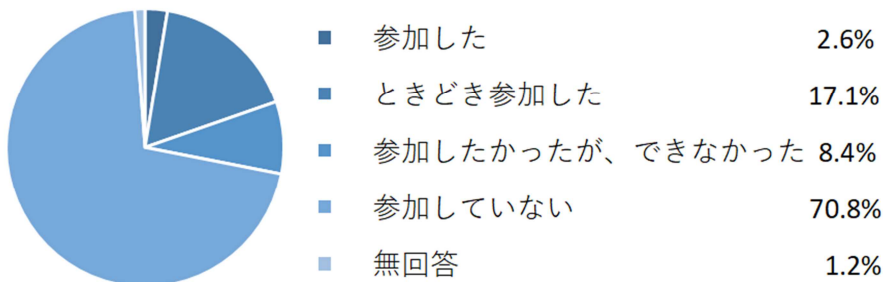 参加した 2.6%
ときどき参加した 17.1%
参加したかったが、できなかった 8.4%
参加していない 70.8%
無回答 1.2%